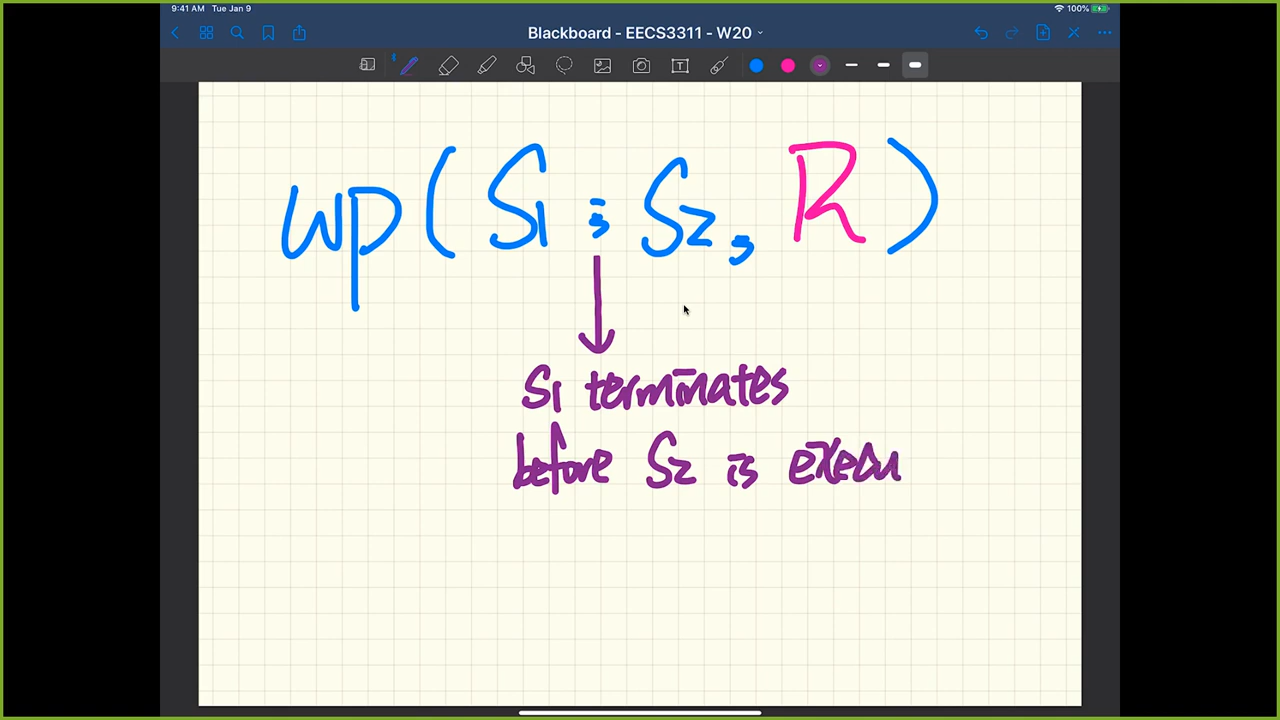 9:41 AM Tue Jan 9
100%
Blackboard - EECS3311 - W20
wp(S1 ; S2, R)
S1 terminates
before S2 is execu